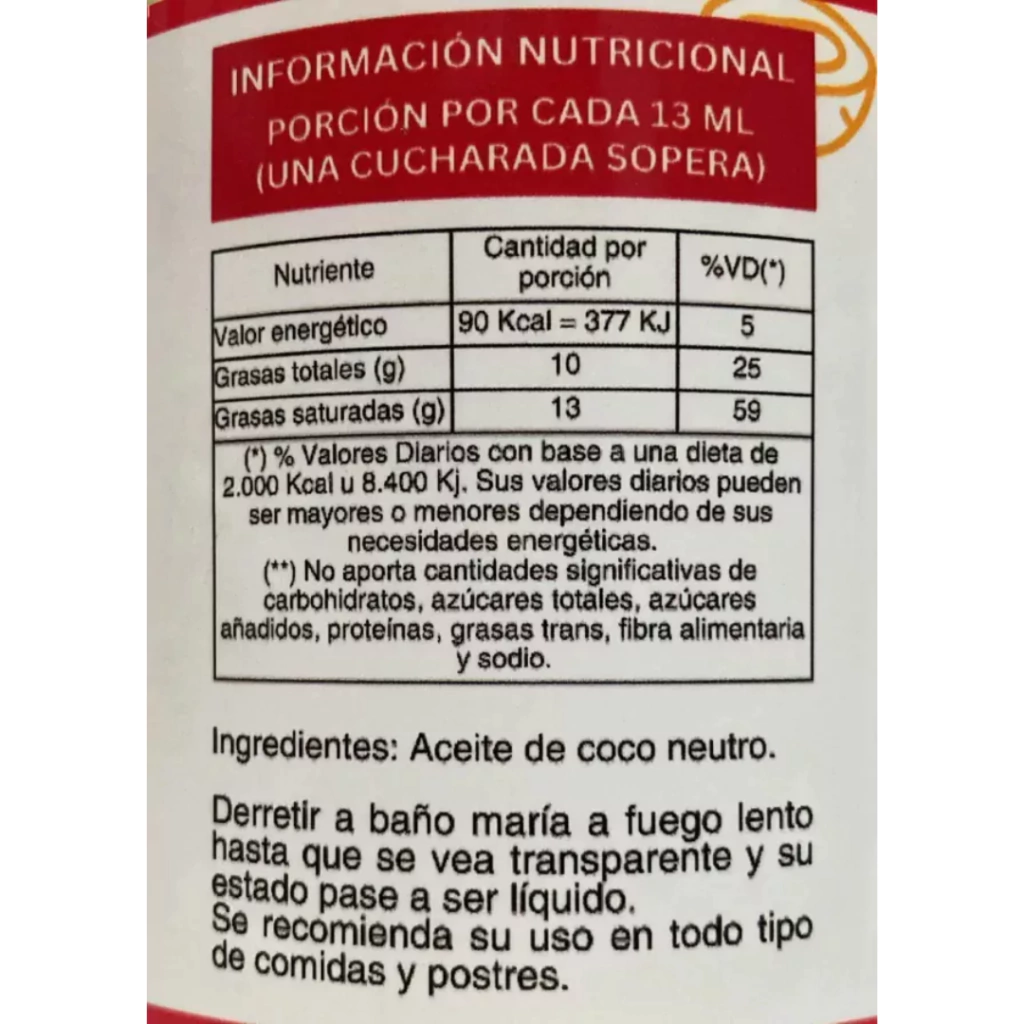 INFORMACIÓN NUTRICIONAL
PORCIÓN POR CADA 13 ML
(UNA CUCHARADA SOPERA)
Nutriente Cantidad por porción %VD(*)
Valor energético 90 Kcal = 377 KJ 5
Grasas totales (g) 10 25
Grasas saturadas (g) 13 59
(*) % Valores Diarios con base a una dieta de
2.000 Kcal u 8.400 Kj. Sus valores diarios pueden
ser mayores o menores dependiendo de sus
necesidades energéticas.
(**) No aporta cantidades significativas de
carbohidratos, azúcares totales, azúcares
añadidos, proteínas, grasas trans, fibra alimentaria
y sodio.
Ingredientes: Aceite de coco neutro.
Derretir a baño maría a fuego lento
hasta que se vea transparente y su
estado pase a ser líquido.
Se recomienda su uso en todo tipo
de comidas y postres.